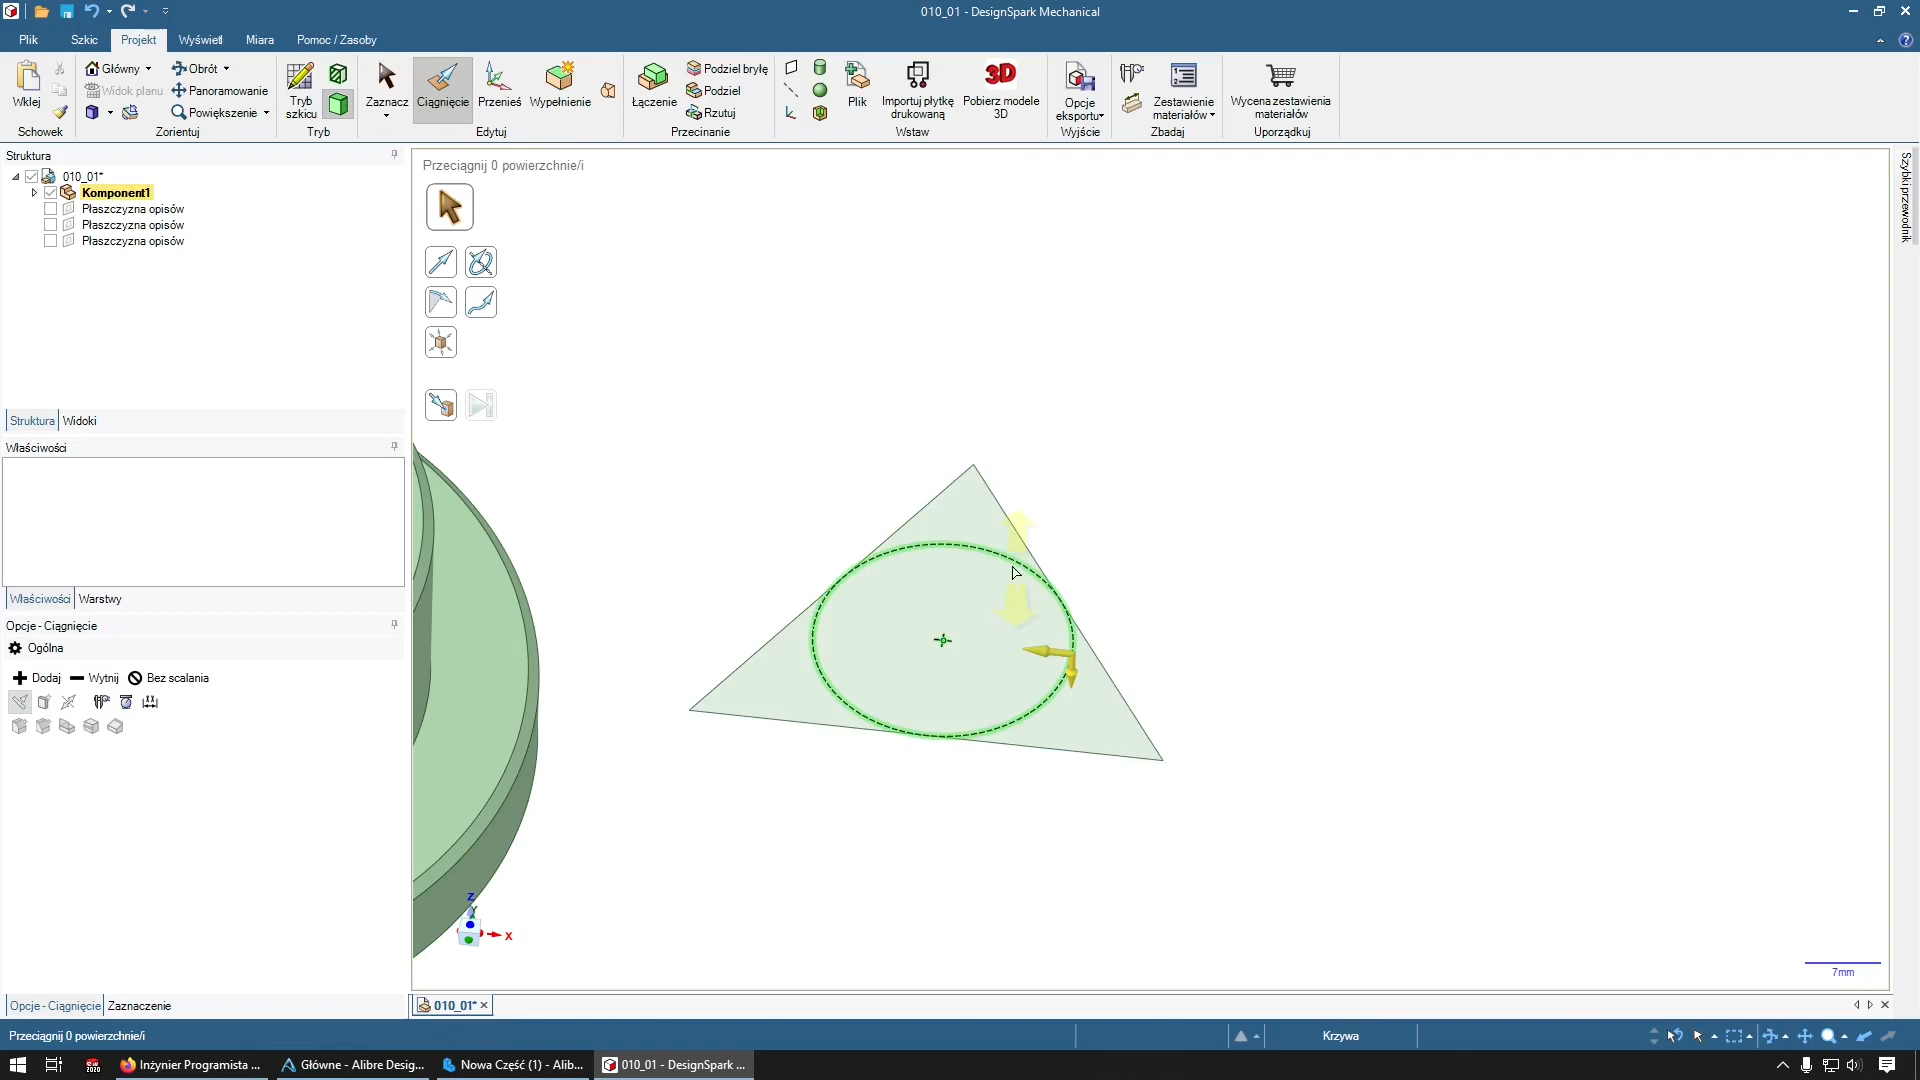 010_01 - DesignSpark Mechanical
Plik
Szkic
Projekt
Wyświetl
Miara
Pomoc / Zasoby
Wklej
Schowek
Główny
Widok planu
Obrót
Panoramowanie
Powiększenie
Zorientuj
Tryb szkicu
Tryb
Zaznacz
Ciągnięcie
Przenieś
Wypełnienie
Edytuj
Łączenie
Podziel bryłę
Podziel
Rzutuj
Przecinanie
Plik
Importuj płytkę drukowaną
3D
Pobierz modele 3D
Wstaw
Opcje eksportu
Wyjście
Zestawienie materiałów
Zbadaj
Wycena zestawienia materiałów
Uporządkuj
Struktura
010_01*
Komponent1
Płaszczyzna opisów
Płaszczyzna opisów
Płaszczyzna opisów
Struktura
Widoki
Właściwości
Właściwości
Warstwy
Opcje - Ciągnięcie
Ogólna
Dodaj
Wytnij
Bez scalania
Opcje - Ciągnięcie
Zaznaczenie
Przeciągnij 0 powierzchnie/i
Z
Y
X
7mm
Szybki przewodnik
010_01*
Przeciągnij 0 powierzchnie/i
Krzywa
2020
Inżynier Programista ...
Główne - Alibre Desig...
Nowa Część (1) - Alib...
010_01 - DesignSpark ...